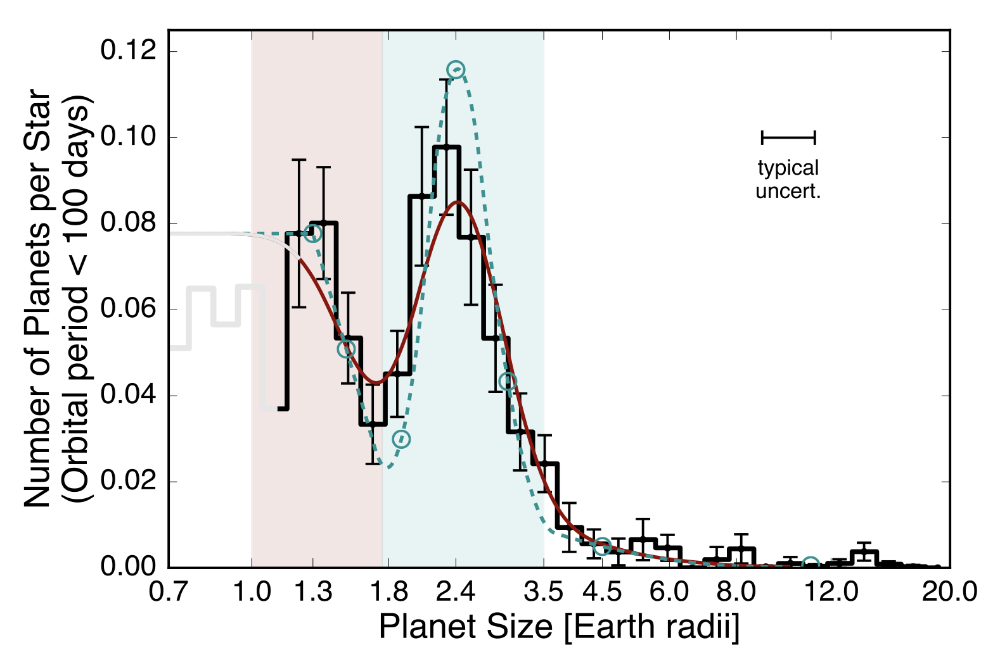 Number of Planets per Star
(Orbital period < 100 days)
0.12
0.10
0.08
0.06
0.04
0.02
0.00
typical
uncert.
0.7 1.0 1.3 1.8 2.4 3.5 4.5 6.0 8.0 12.0 20.0
Planet Size [Earth radii]